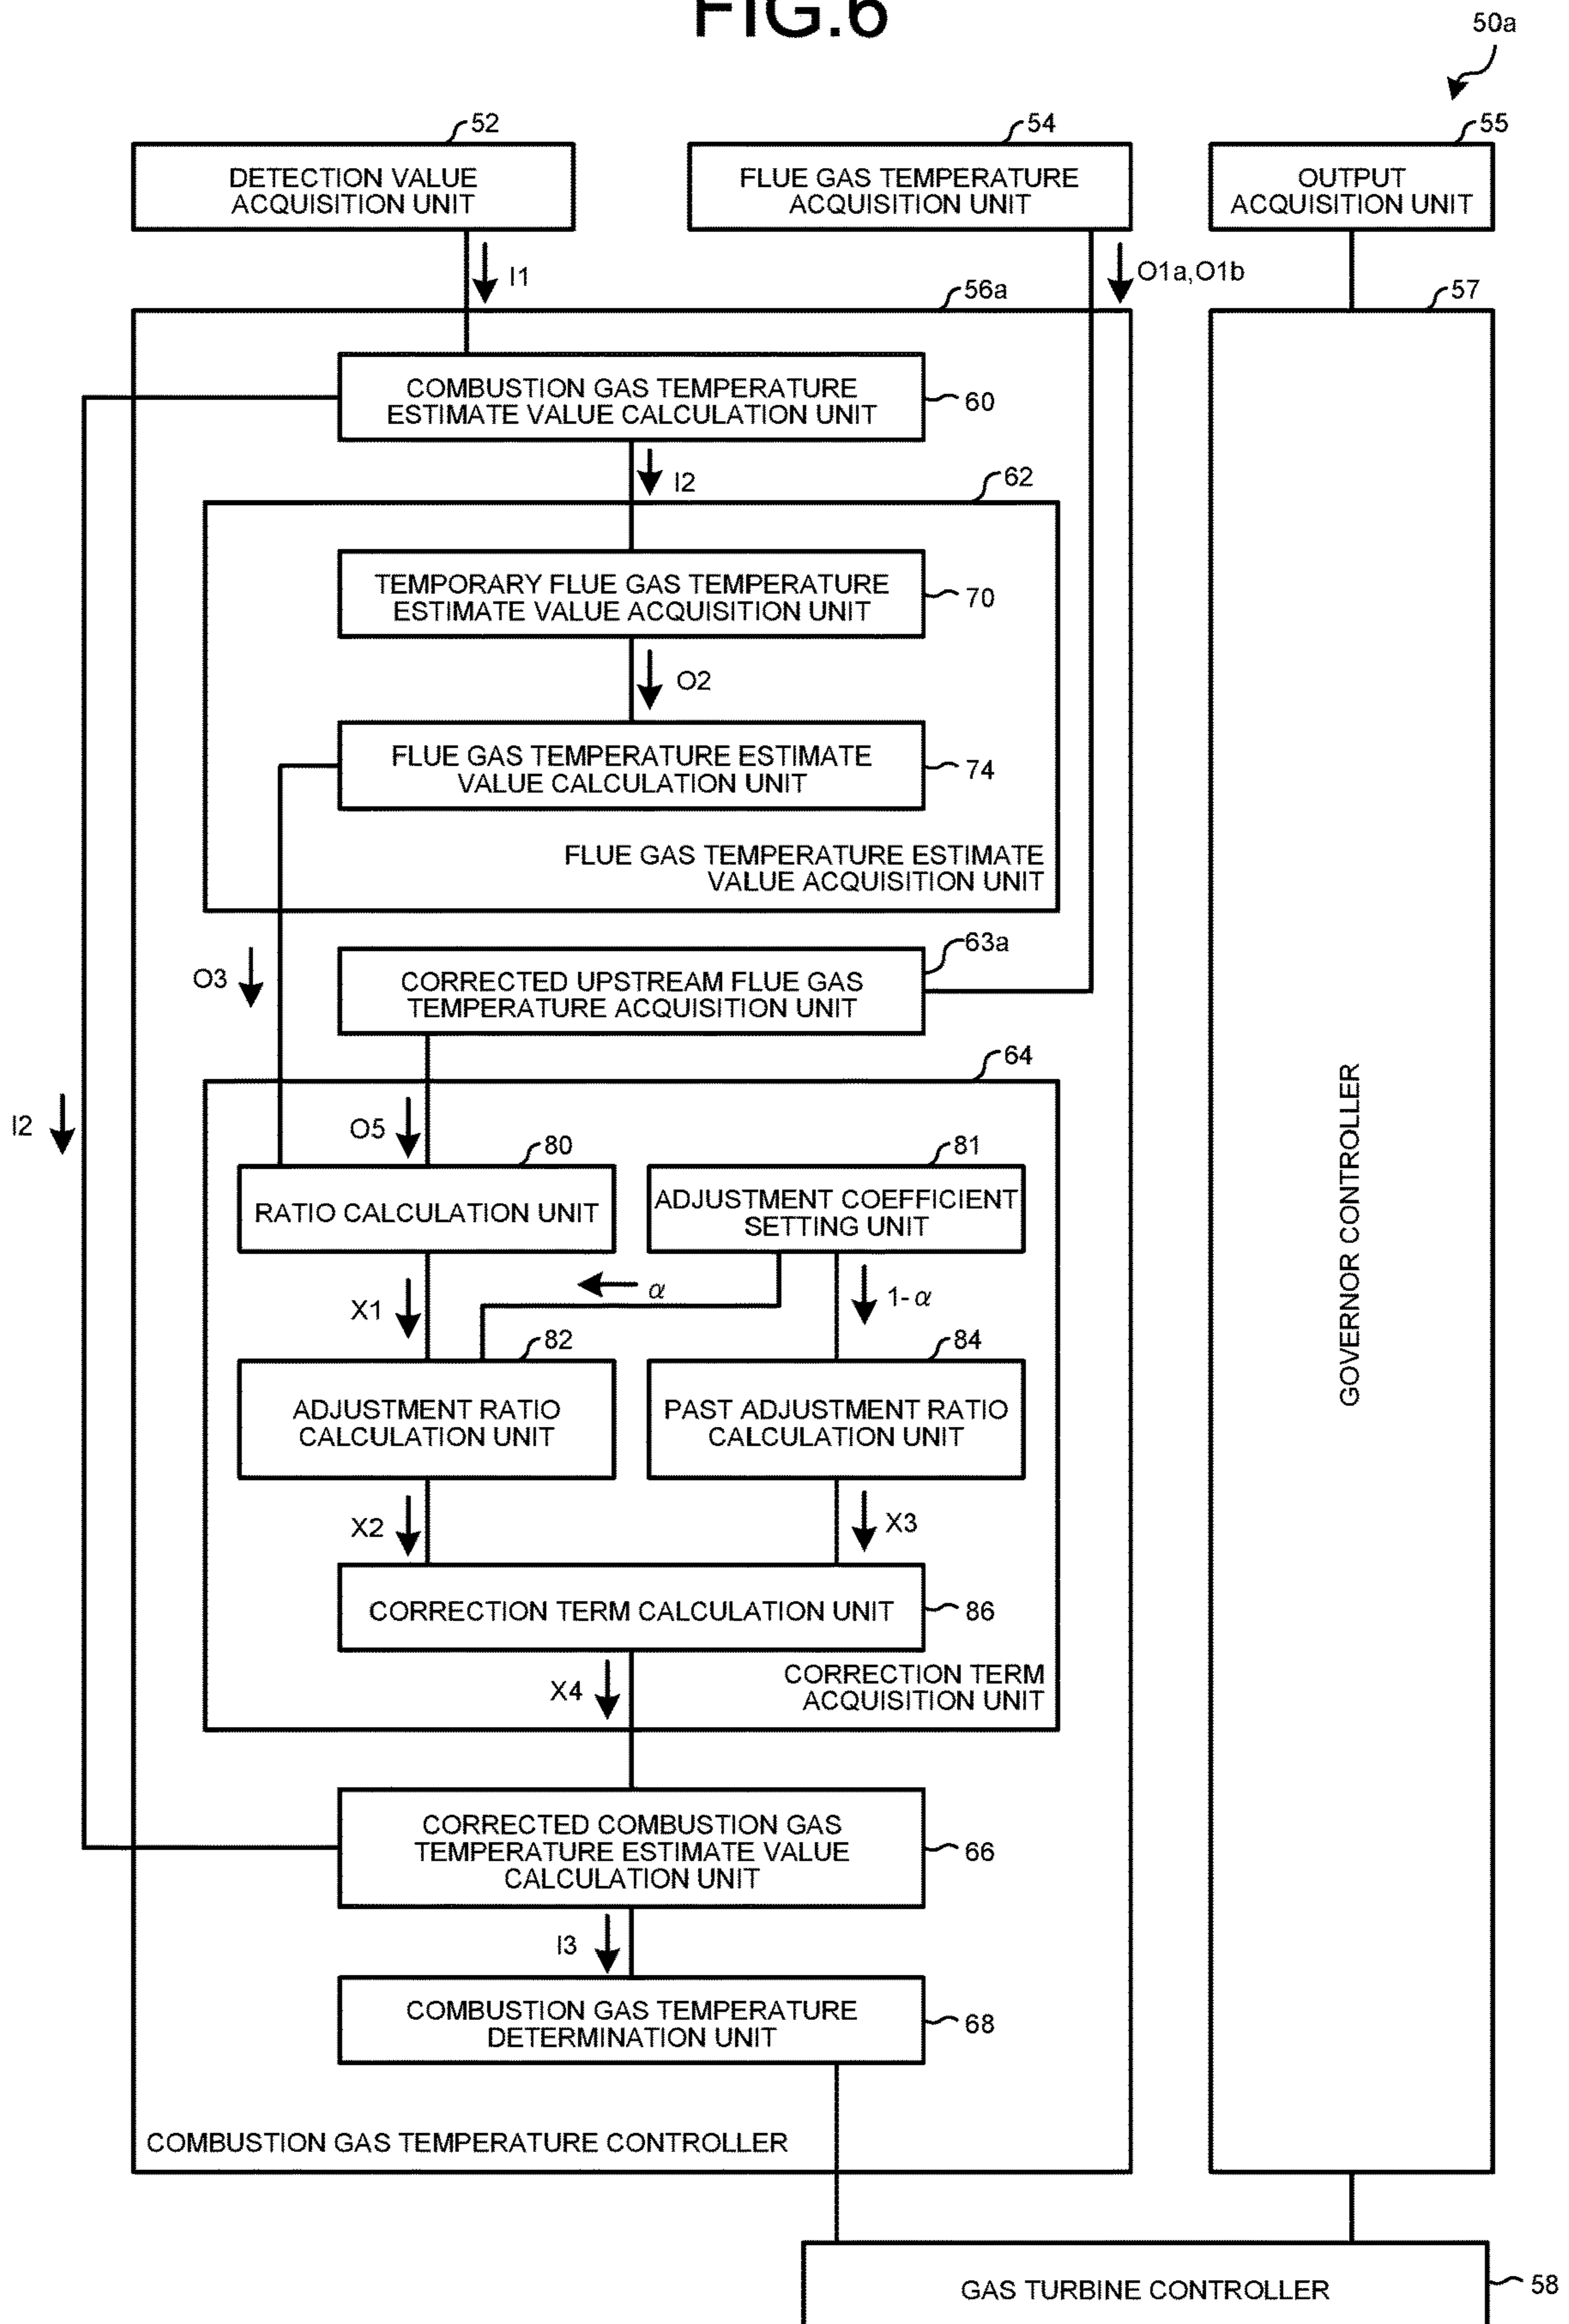 FIG.6
50a
52
54
55
DETECTION VALUE
ACQUISITION UNIT
FLUE GAS TEMPERATURE
ACQUISITION UNIT
OUTPUT
ACQUISITION UNIT
I1
O1a,O1b
56a
57
COMBUSTION GAS TEMPERATURE
ESTIMATE VALUE CALCULATION UNIT
60
I2
62
TEMPORARY FLUE GAS TEMPERATURE
ESTIMATE VALUE ACQUISITION UNIT
70
O2
FLUE GAS TEMPERATURE ESTIMATE
VALUE CALCULATION UNIT
74
FLUE GAS TEMPERATURE ESTIMATE
VALUE ACQUISITION UNIT
63a
O3
CORRECTED UPSTREAM FLUE GAS
TEMPERATURE ACQUISITION UNIT
64
I2
O5
80
81
RATIO CALCULATION UNIT
ADJUSTMENT COEFFICIENT
SETTING UNIT
GOVERNOR CONTROLLER
X1
α
1-α
82
84
ADJUSTMENT RATIO
CALCULATION UNIT
PAST ADJUSTMENT RATIO
CALCULATION UNIT
X2
X3
CORRECTION TERM CALCULATION UNIT
86
X4
CORRECTION TERM
ACQUISITION UNIT
CORRECTED COMBUSTION GAS
TEMPERATURE ESTIMATE VALUE
CALCULATION UNIT
66
I3
COMBUSTION GAS TEMPERATURE
DETERMINATION UNIT
68
COMBUSTION GAS TEMPERATURE CONTROLLER
GAS TURBINE CONTROLLER
58